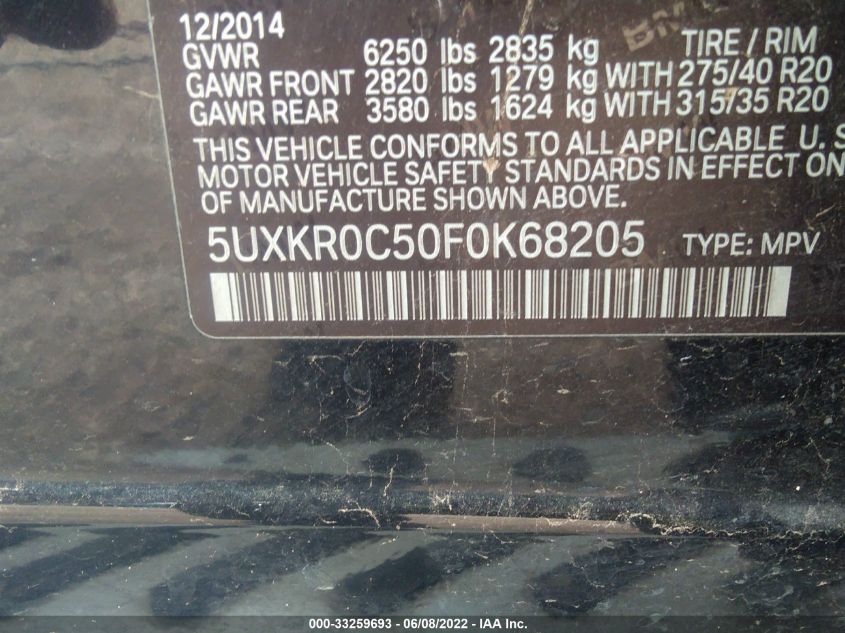 12/2014
GVWR 6250 lbs 2835 kg TIRE / RIM
GAWR FRONT 2820 lbs 1279 kg WITH 275/40 R20
GAWR REAR 3580 lbs 1624 kg WITH 315/35 R20
THIS VEHICLE CONFORMS TO ALL APPLICABLE U. S
MOTOR VEHICLE SAFETY STANDARDS IN EFFECT ON
OF MANUFACTURE SHOWN ABOVE.
5UXKR0C50F0K68205 TYPE: MPV
000-33259693 - 06/08/2022 - IAA Inc.